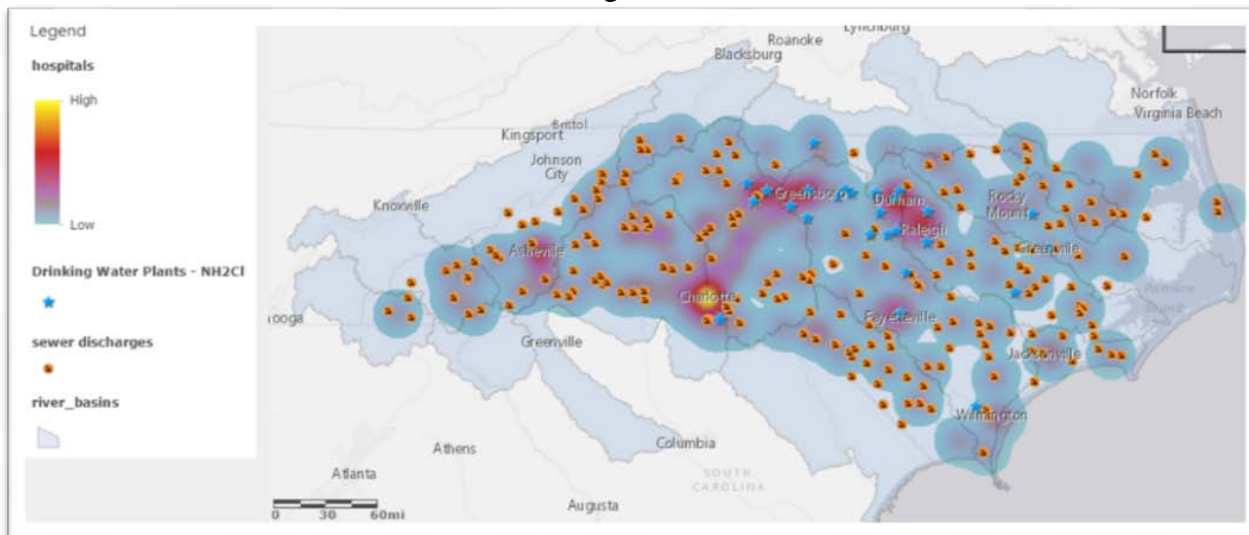 Legend
hospitals
High
Low
Drinking Water Plants - NH2Cl
sewer discharges
river_basins
Lynchburg
Roanoke
Blacksburg
Norfolk
Virginia Beach
Bristol
Kingsport
Johnson
City
Knoxville
Greensboro
Durham
Rocky
Mount
Raleigh
Asheville
Greenville
Charlotte
Fayetteville
ooga
Greenville
Jacksonville
Wilmington
Columbia
Athens
SOUTH
CAROLINA
Atlanta
Augusta
0 30 60mi